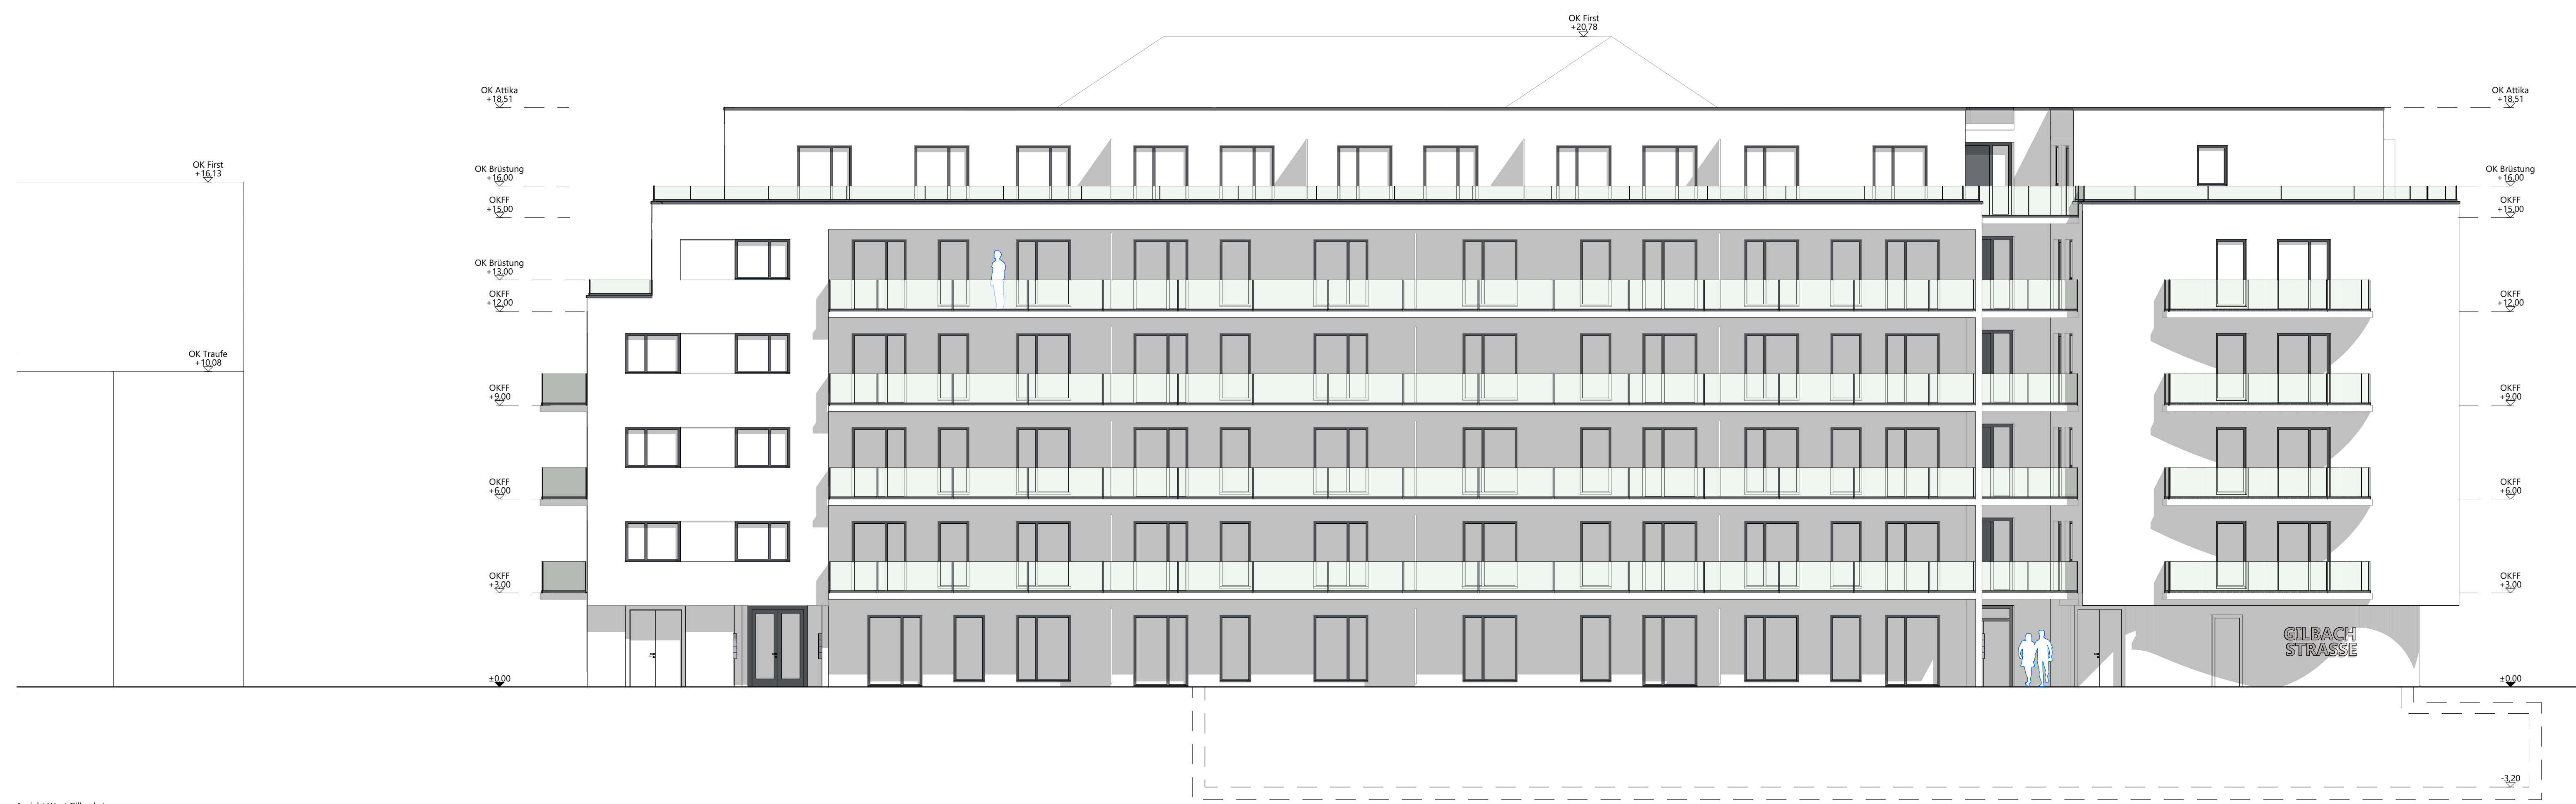 OK First
+20,78
OK Attika
+18,51
OK Attika
+18,51
OK First
+16,13
OK Brüstung
+16,00
OK Brüstung
+16,00
OKFF
+15,00
OKFF
+15,00
OK Brüstung
+13,00
OKFF
+12,00
OKFF
+12,00
OK Traufe
+10,08
OKFF
+9,00
OKFF
+9,00
OKFF
+6,00
OKFF
+6,00
OKFF
+3,00
OKFF
+3,00
GILBACH
STRASSE
±0,00
±0,00
-3,20